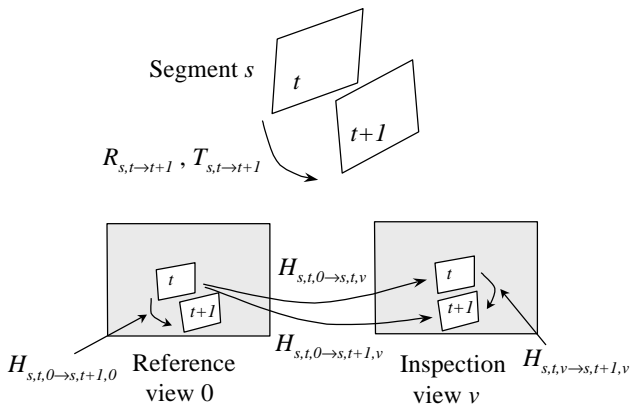 Segment s
t
t+1
R_{s,t→t+1} , T_{s,t→t+1}
H_{s,t,0→s,t,v}
t
t+1
t
t+1
H_{s,t,0→s,t+1,v}
H_{s,t,0→s,t+1,0}
Reference
view 0
Inspection
view v
H_{s,t,v→s,t+1,v}